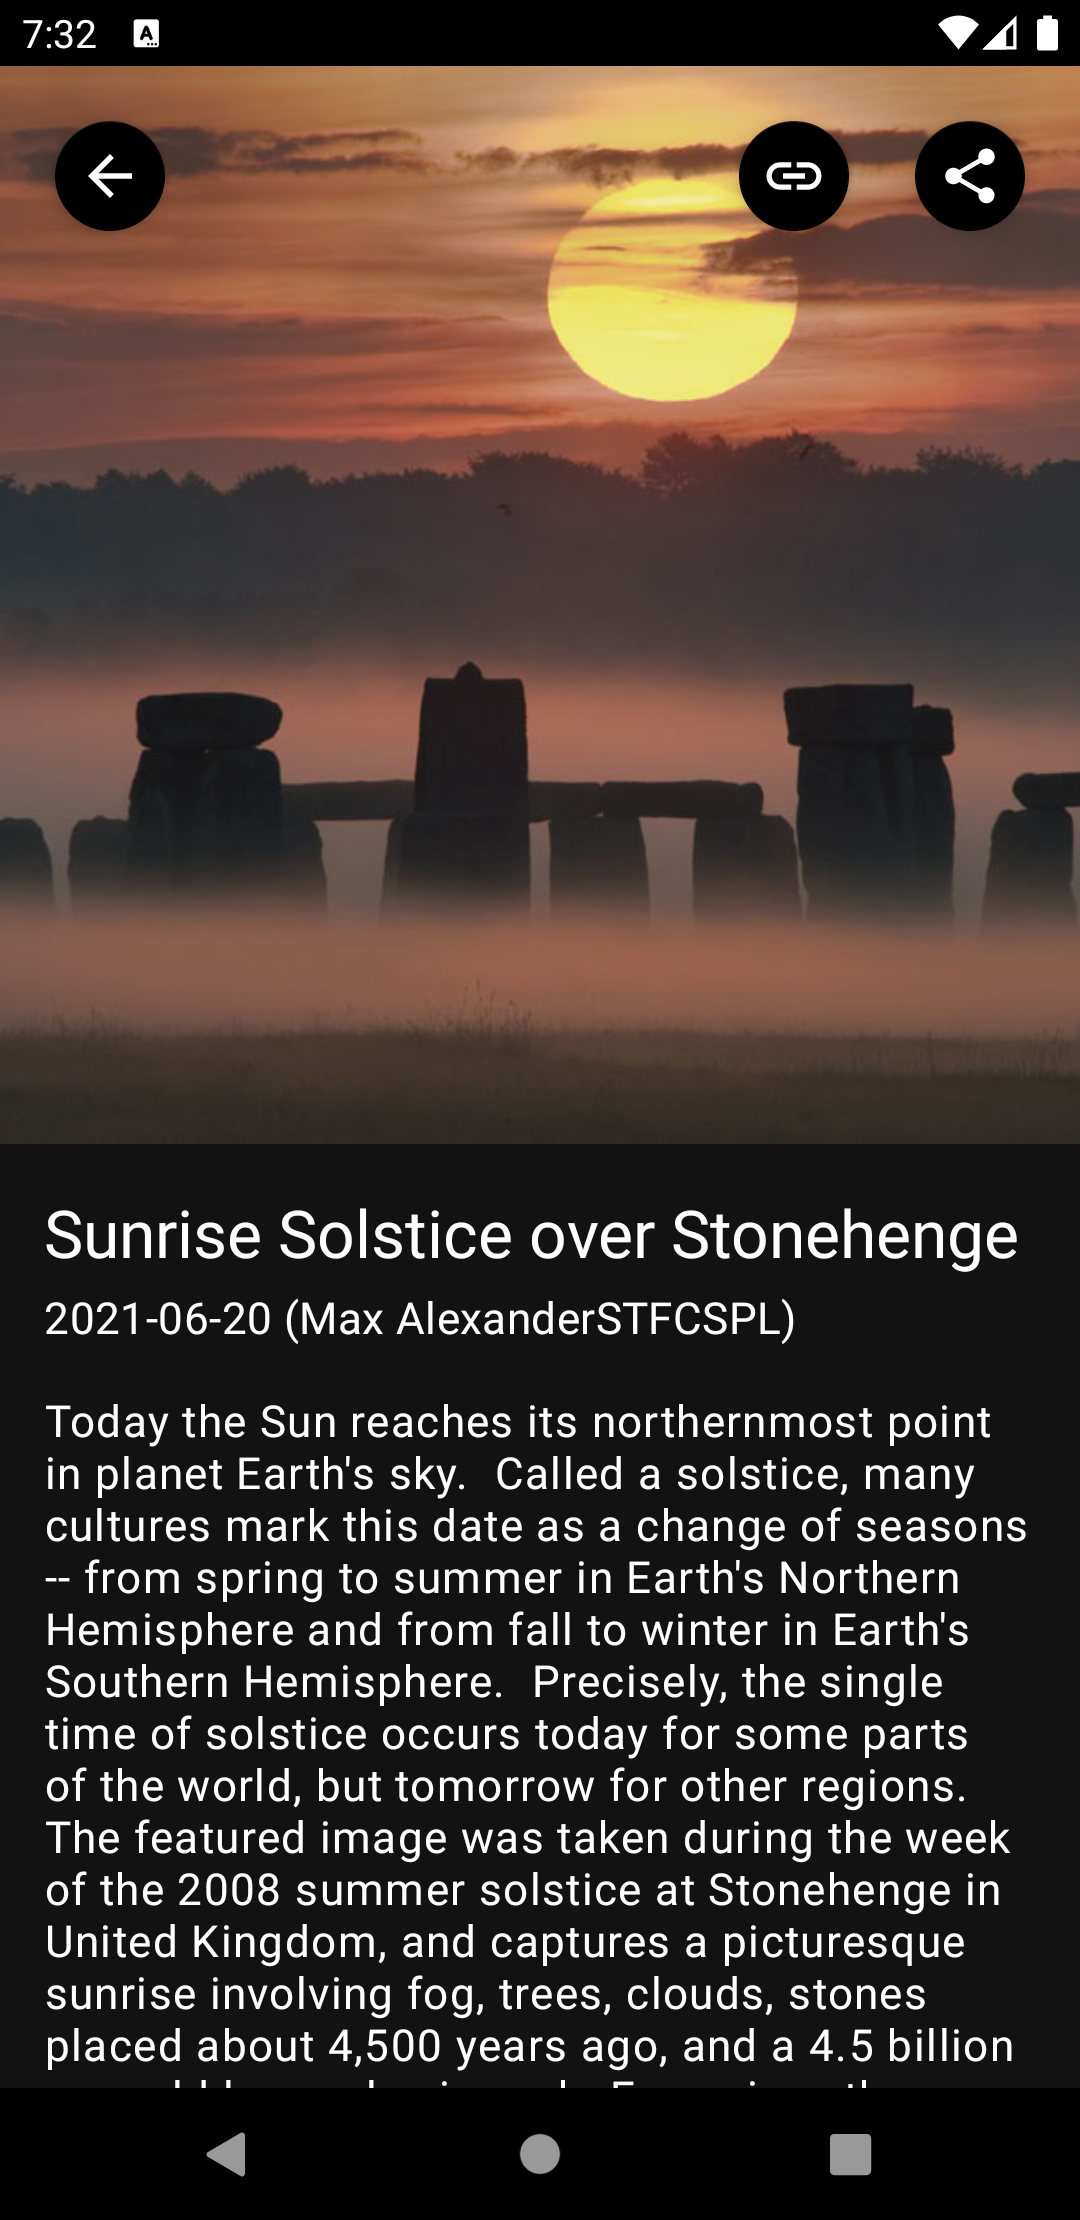 7:32
Sunrise Solstice over Stonehenge
2021-06-20 (Max AlexanderSTFCSPL)
Today the Sun reaches its northernmost point
in planet Earth's sky.  Called a solstice, many
cultures mark this date as a change of seasons
-- from spring to summer in Earth's Northern
Hemisphere and from fall to winter in Earth's
Southern Hemisphere.  Precisely, the single
time of solstice occurs today for some parts
of the world, but tomorrow for other regions.
The featured image was taken during the week
of the 2008 summer solstice at Stonehenge in
United Kingdom, and captures a picturesque
sunrise involving fog, trees, clouds, stones
placed about 4,500 years ago, and a 4.5 billion